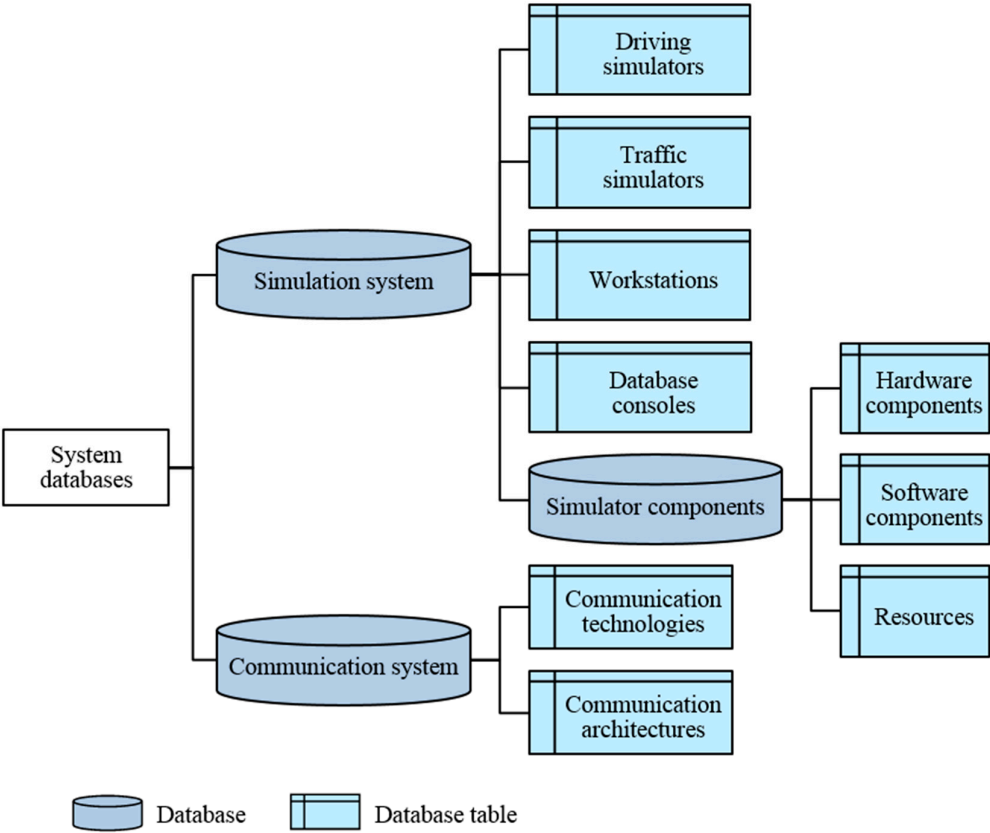 Driving
simulators
Traffic
simulators
Simulation system
Workstations
Database
consoles
Hardware
components
System
databases
Simulator components
Software
components
Communication
technologies
Resources
Communication system
Communication
architectures
Database
Database table